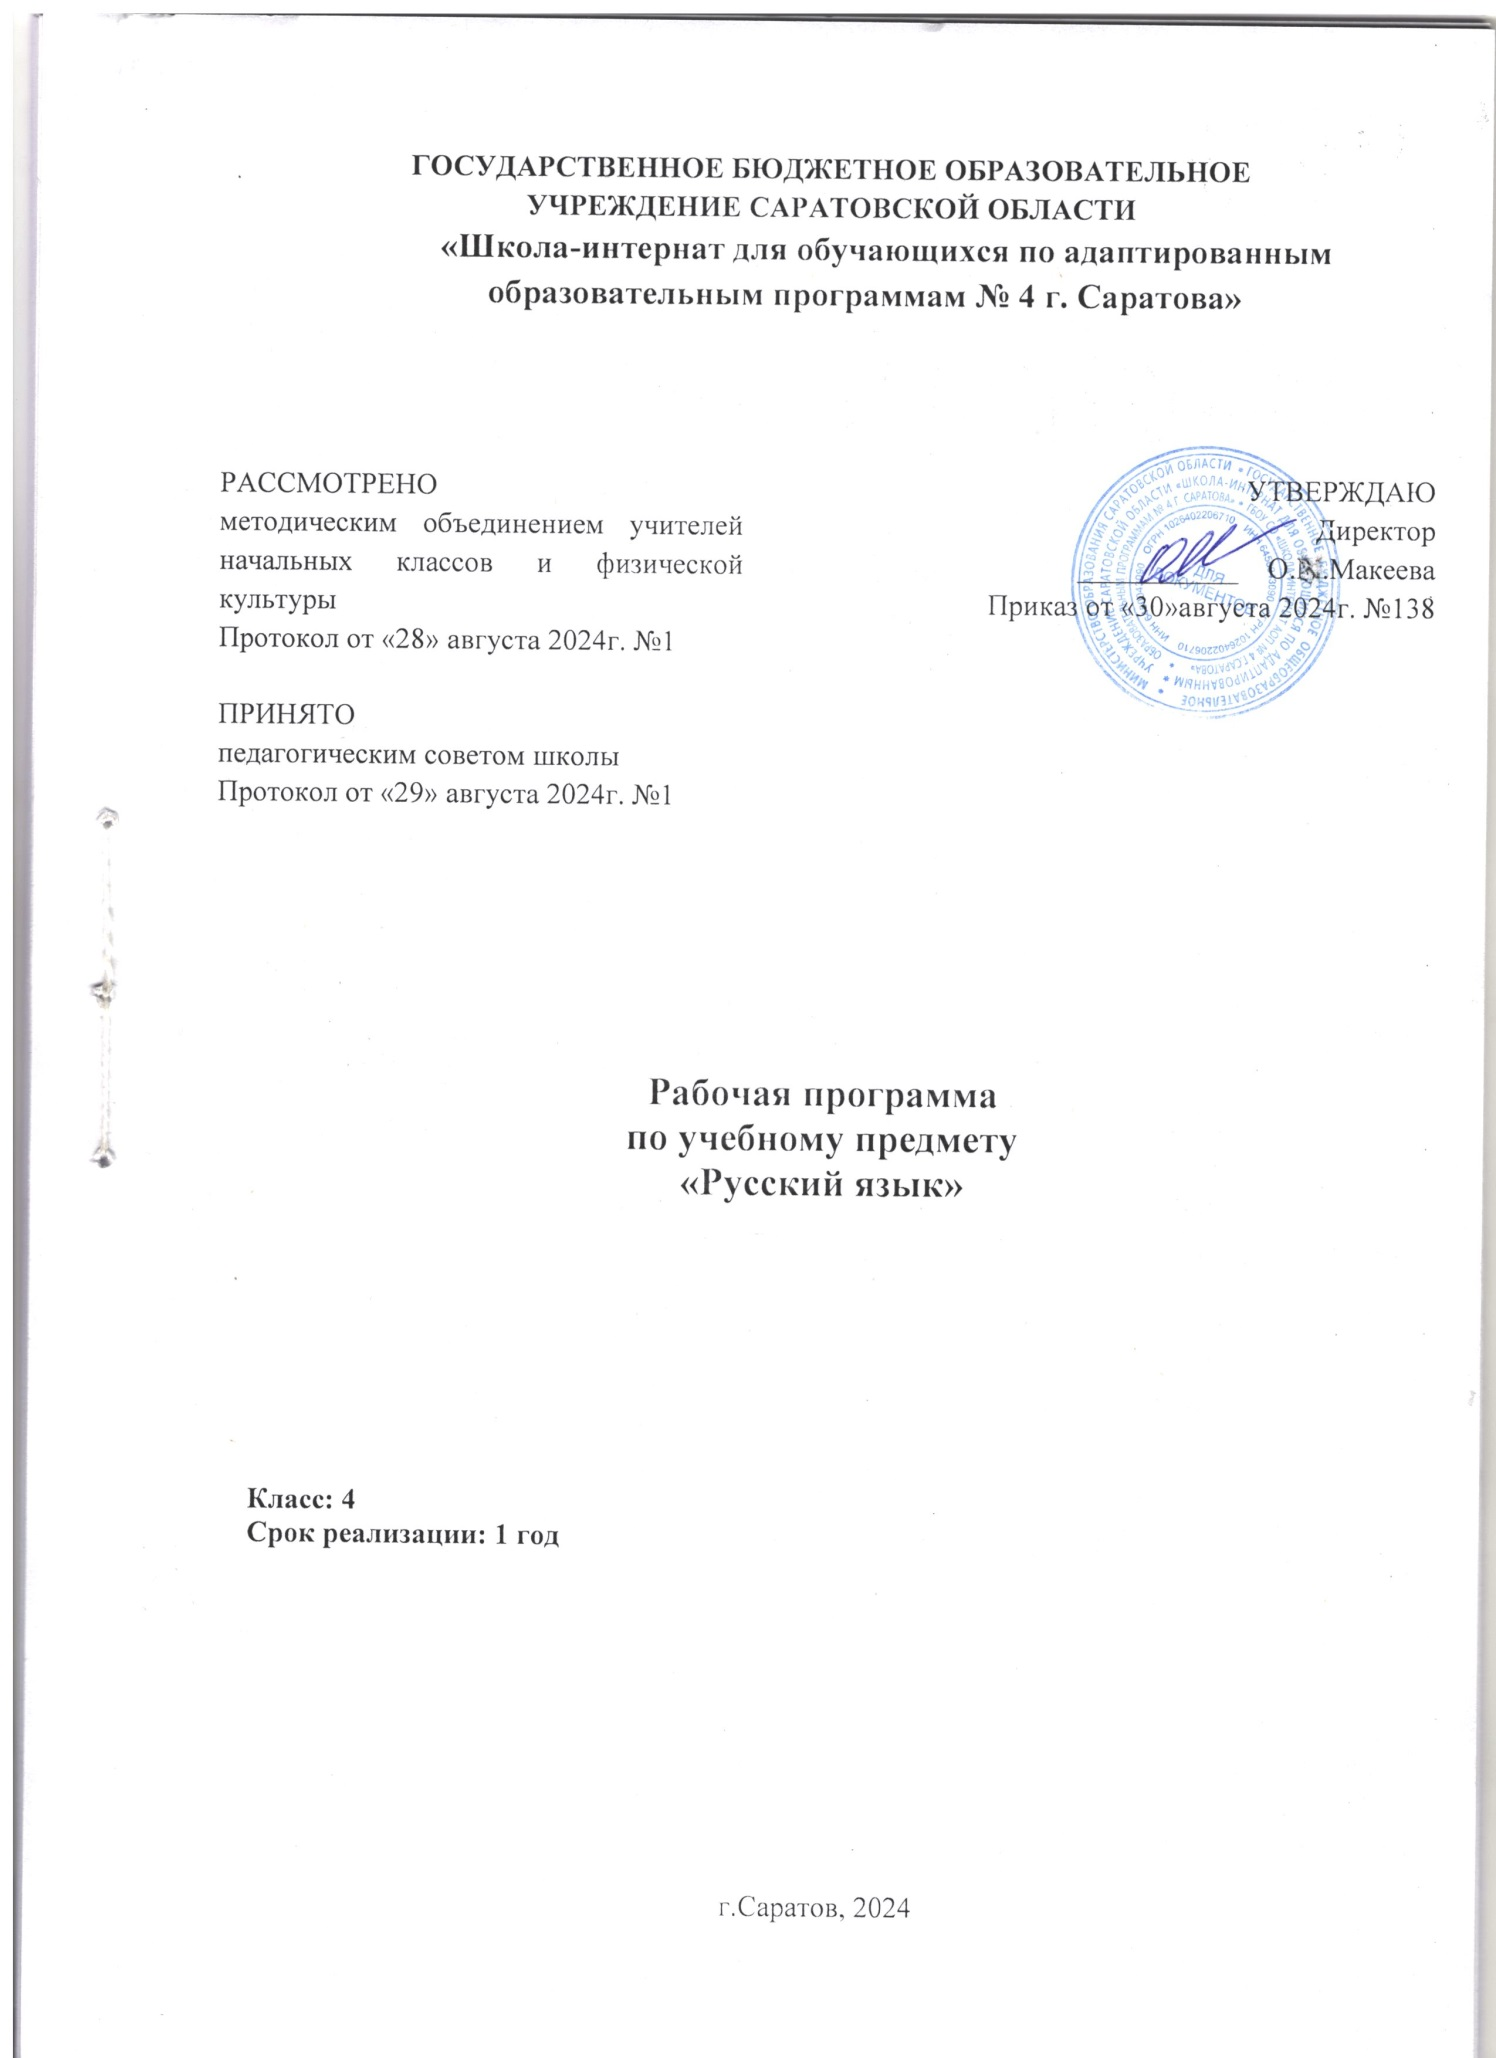 ГОСУДАРСТВЕННОЕ БЮДЖЕТНОЕ ОБРАЗОВАТЕЛЬНОЕ
УЧРЕЖДЕНИЕ САРАТОВСКОЙ ОБЛАСТИ
«Школа-интернат для обучающихся по адаптированным
образовательным программам № 4 г. Саратова»
РАССМОТРЕНО
методическим объединением учителей
начальных классов и физической
культуры
Протокол от «28» августа 2024г. №1
ПРИНЯТО
педагогическим советом школы
Протокол от «29» августа 2024г. №1
УТВЕРЖДАЮ
Директор
Макеева
Приказ от «30»августа 2024г. №138
ДЛЯ
ДОКУМЕНТОВ
Рабочая программа
по учебному предмету
«Русский язык»
Класс: 4
Срок реализации: 1 год
г.Саратов, 2024